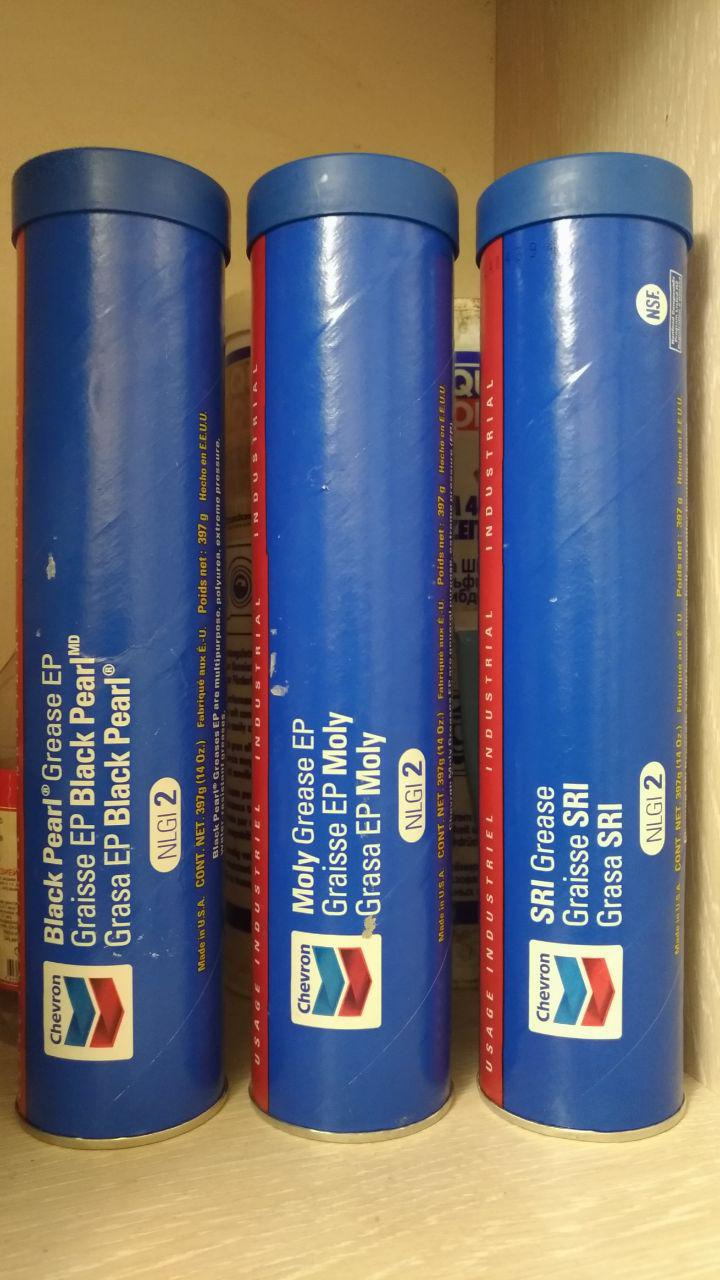 Black Pearl® Grease EP
Graisse EP Black Pearl MD
Grasa EP Black Pearl®
NLGI 2
Chevron
Made in U.S.A. CONT. NET. 397g (14 Oz.) Fabriqué aux É.-U. Poids net : 397 g Hecho en E.E.U.U.
Black Pearl® Greases EP are multipurpose, polyurea, extreme pressure,
water resistant greases.
USAGE INDUSTRIEL INDUSTRIAL INDUSTRIAL
Moly Grease EP
Graisse EP Moly
Grasa EP Moly
NLGI 2
Chevron
Made in U.S.A. CONT. NET. 397g (14 Oz.) Fabriqué aux É.-U. Poids net : 397 g Hecho en E.E.U.U.
USAGE INDUSTRIEL INDUSTRIAL INDUSTRIAL
SRI Grease
Graisse SRI
Grasa SRI
NLGI 2
Chevron
NSF.
Made in U.S.A. CONT. NET. 397g (14 Oz.) Fabriqué aux É.-U. Poids net : 397 g Hecho en E.E.U.U.